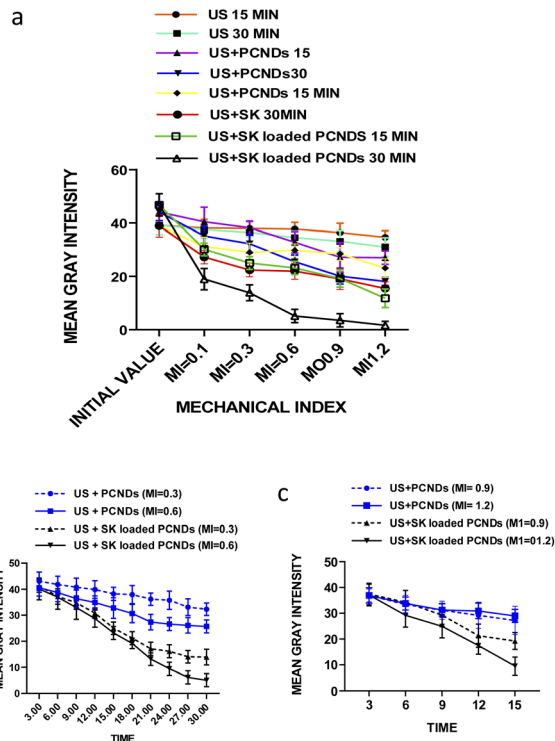 a
US 15 MIN
US 30 MIN
US+PCNDs 15
US+PCNDs30
US+PCNDs 15 MIN
US+SK 30MIN
US+SK loaded PCNDS 15 MIN
US+SK loaded PCNDs 30 MIN
MEAN GRAY INTENSITY
60
40
20
0
INITIAL VALUE
MI=0.1
MI=0.3
MI=0.6
MO0.9
MI1.2
MECHANICAL INDEX
US + PCNDs (MI=0.3)
US + PCNDs (MI=0.6)
US + SK loaded PCNDs (MI=0.3)
US + SK loaded PCNDs (MI=0.6)
MEAN GRAY INTENSITY
50
40
30
20
10
0
3.00
6.00
9.00
12.00
15.00
18.00
21.00
24.00
27.00
30.00
TIME
C
US+PCNDs (MI= 0.9)
US+PCNDs (MI= 1.2)
US+SK loaded PCNDs (M1=0.9)
US+SK loaded PCNDs (M1=01.2)
MEAN GRAY INTENSITY
50
40
30
20
10
0
3
6
9
12
15
TIME